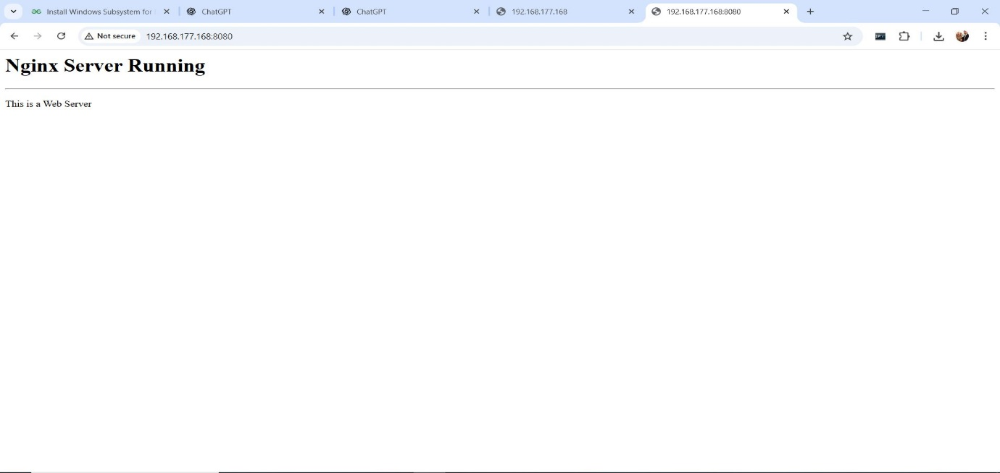 Install Windows Subsystem for
ChatGPT
ChatGPT
192.168.177.168
192.168.177.168:8080
Not secure
192.168.177.168:8080
Nginx Server Running
This is a Web Server